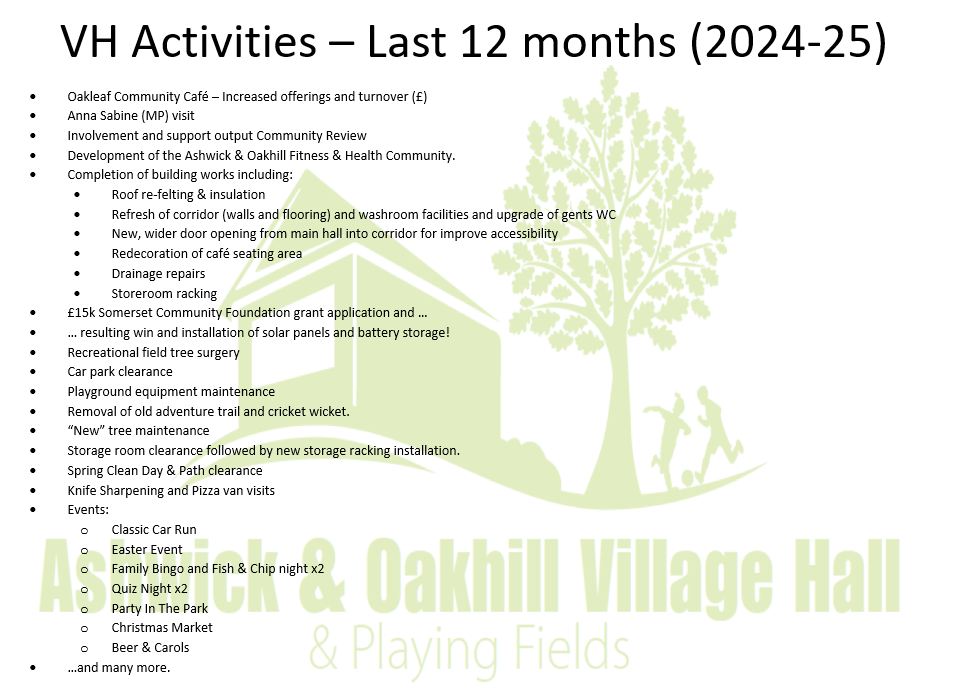 VH Activities – Last 12 months (2024-25)
• Oakleaf Community Café – Increased offerings and turnover (£)
• Anna Sabine (MP) visit
• Involvement and support output Community Review
• Development of the Ashwick & Oakhill Fitness & Health Community.
• Completion of building works including:
• Roof re-felting & insulation
• Refresh of corridor (walls and flooring) and washroom facilities and upgrade of gents WC
• New, wider door opening from main hall into corridor for improve accessibility
• Redecoration of café seating area
• Drainage repairs
• Storeroom racking
• £15k Somerset Community Foundation grant application and …
• … resulting win and installation of solar panels and battery storage!
• Recreational field tree surgery
• Car park clearance
• Playground equipment maintenance
• Removal of old adventure trail and cricket wicket.
• “New” tree maintenance
• Storage room clearance followed by new storage racking installation.
• Spring Clean Day & Path clearance
• Knife Sharpening and Pizza van visits
• Events:
o Classic Car Run
o Easter Event
o Family Bingo and Fish & Chip night x2
o Quiz Night x2
o Party In The Park
o Christmas Market
o Beer & Carols
• …and many more.
Ashwick & Oakhill Village Hall
& Playing Fields